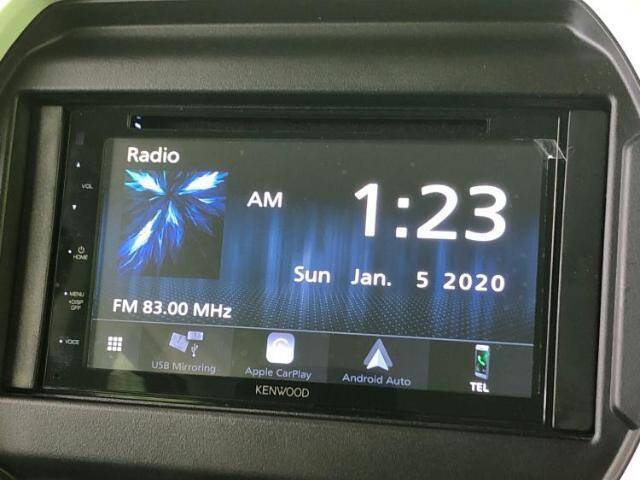 Radio
VOL
AM 1:23
HOME
Sun Jan. 5 2020
MENU
+DISP
OFF
FM 83.00 MHz
VOICE
USB Mirroring
Apple CarPlay
Android Auto
TEL
KENWOOD